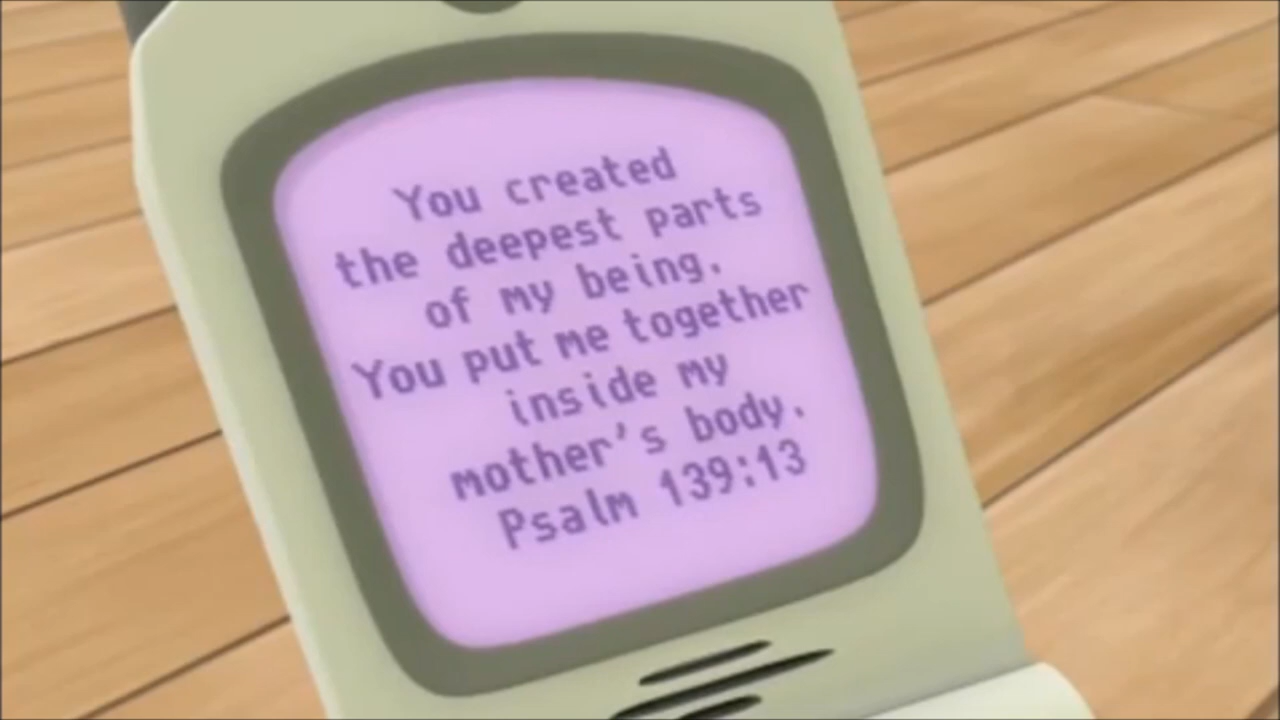 You created
the deepest parts
of my being.
You put me together
inside my
mother's body.
Psalm 139:13